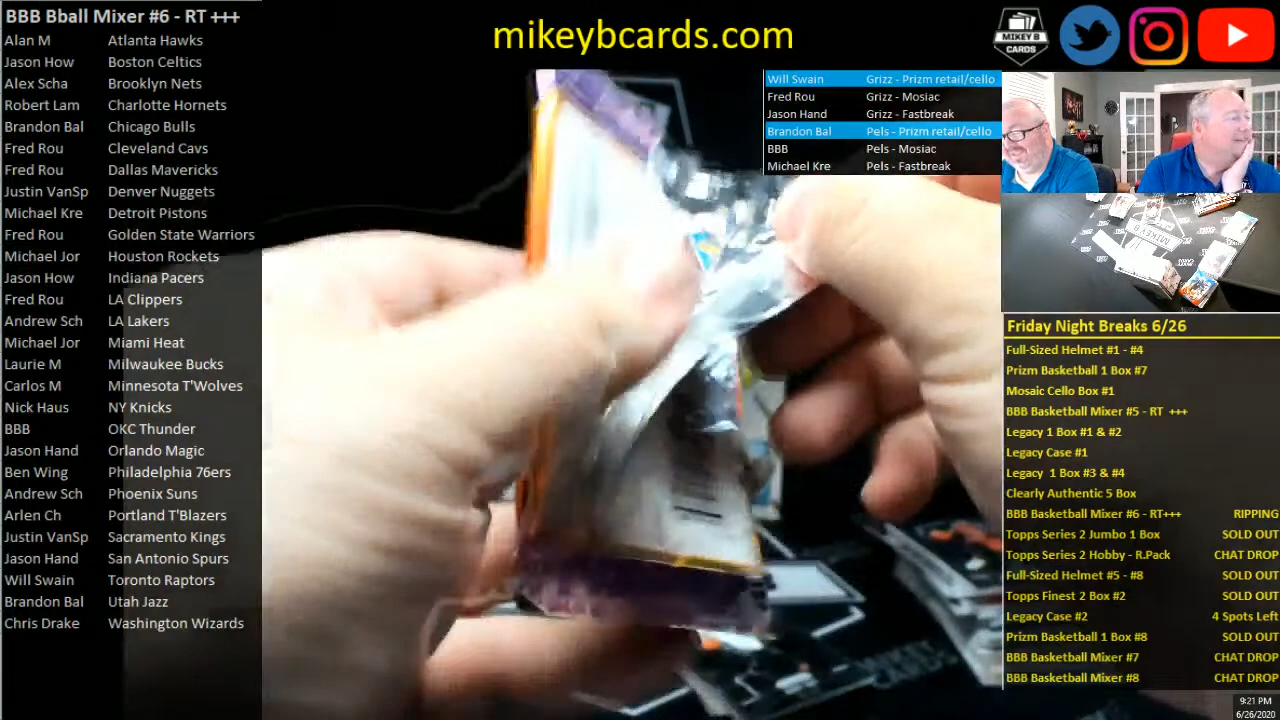 BBB Bball Mixer #6 - RT +++
Alan M Atlanta Hawks
Jason How Boston Celtics
Alex Scha Brooklyn Nets
Robert Lam Charlotte Hornets
Brandon Bal Chicago Bulls
Fred Rou Cleveland Cavs
Fred Rou Dallas Mavericks
Justin VanSp Denver Nuggets
Michael Kre Detroit Pistons
Fred Rou Golden State Warriors
Michael Jor Houston Rockets
Jason How Indiana Pacers
Fred Rou LA Clippers
Andrew Sch LA Lakers
Michael Jor Miami Heat
Laurie M Milwaukee Bucks
Carlos M Minnesota T'Wolves
Nick Haus NY Knicks
BBB OKC Thunder
Jason Hand Orlando Magic
Ben Wing Philadelphia 76ers
Andrew Sch Phoenix Suns
Arlen Ch Portland T'Blazers
Justin VanSp Sacramento Kings
Jason Hand San Antonio Spurs
Will Swain Toronto Raptors
Brandon Bal Utah Jazz
Chris Drake Washington Wizards
mikeybcards.com
MIKEY B
CARDS
Will Swain Grizz - Prizm retail/cello
Fred Rou Grizz - Mosiac
Jason Hand Grizz - Fastbreak
Brandon Bal Pels - Prizm retail/cello
BBB Pels - Mosiac
Michael Kre Pels - Fastbreak
Friday Night Breaks 6/26
Full-Sized Helmet #1 - #4
Prizm Basketball 1 Box #7
Mosaic Cello Box #1
BBB Basketball Mixer #5 - RT +++
Legacy 1 Box #1 & #2
Legacy Case #1
Legacy 1 Box #3 & #4
Clearly Authentic 5 Box
BBB Basketball Mixer #6 - RT+++ RIPPING
Topps Series 2 Jumbo 1 Box SOLD OUT
Topps Series 2 Hobby - R.Pack CHAT DROP
Full-Sized Helmet #5 - #8 SOLD OUT
Topps Finest 2 Box #2 SOLD OUT
Legacy Case #2 4 Spots Left
Prizm Basketball 1 Box #8 SOLD OUT
BBB Basketball Mixer #7 CHAT DROP
BBB Basketball Mixer #8 CHAT DROP
9:21 PM
6/26/2020